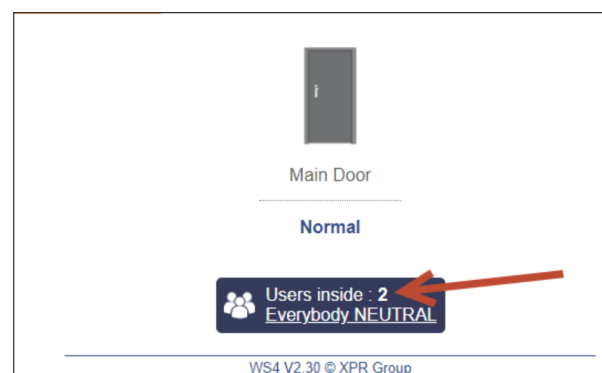 Main Door
Normal
Users inside : 2
Everybody NEUTRAL
WS4 V2.30 © XPR Group